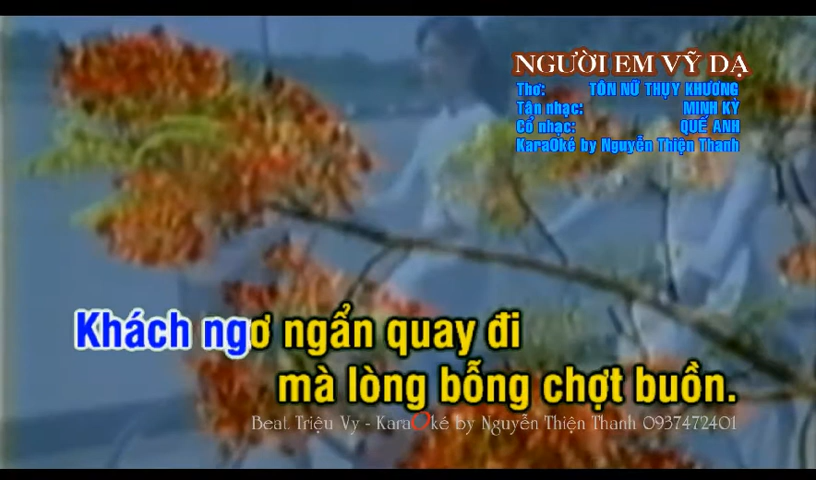 NGƯỜI EM VỸ DẠ
Thơ: TÔN NỮ THỤY KHƯƠNG
Tân nhạc: MINH KỲ
Cổ nhạc: QUẾ ANH
KaraOké by Nguyễn Thiện Thanh
Khách ngơ ngẩn quay đi
mà lòng bỗng chợt buồn.
Beat Triệu Vy - KaraOké by Nguyễn Thiện Thanh 0937472401